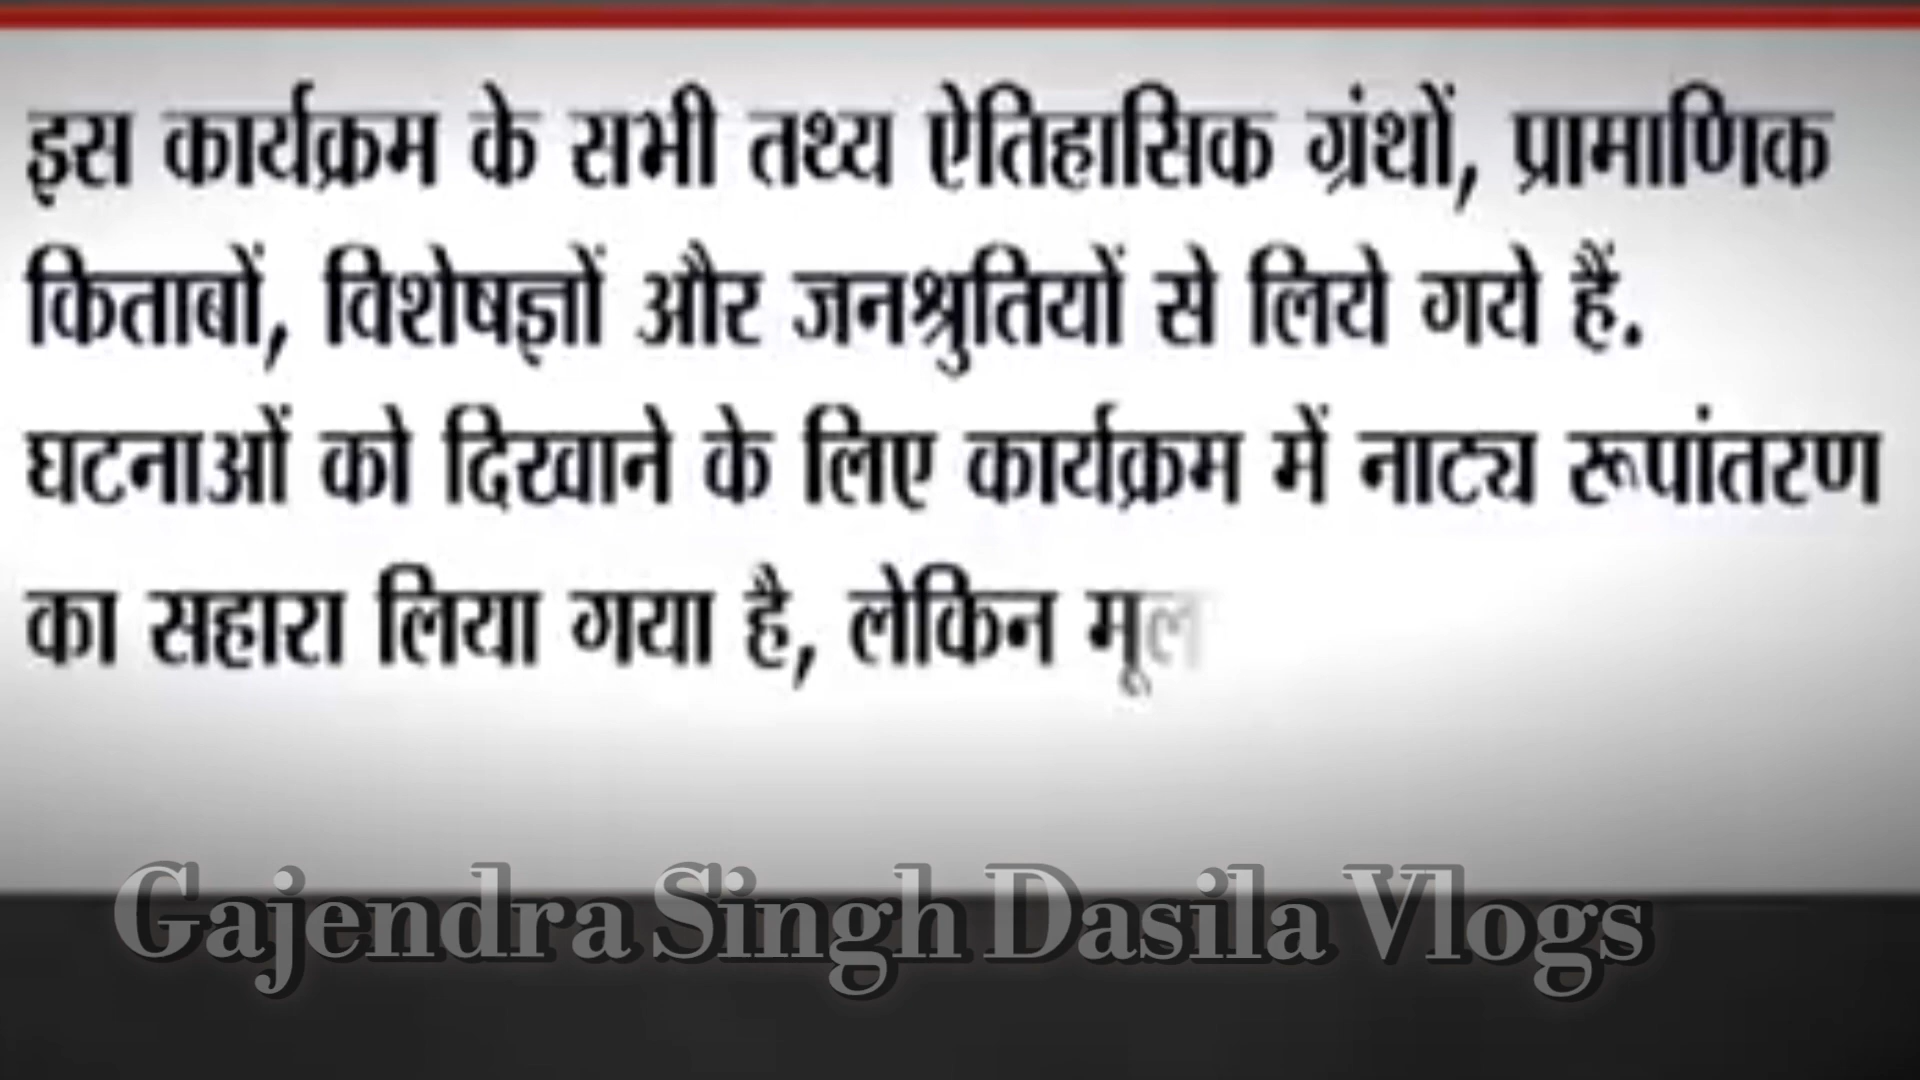 इस कार्यक्रम के सभी तथ्य ऐतिहासिक ग्रंथों, प्रामाणिक
किताबों, विशेषज्ञों और जनश्रुतियों से लिये गये हैं.
घटनाओं को दिखाने के लिए कार्यक्रम में नाट्य रूपांतरण
का सहारा लिया गया है, लेकिन मूल
Gajendra Singh Dasila Vlogs